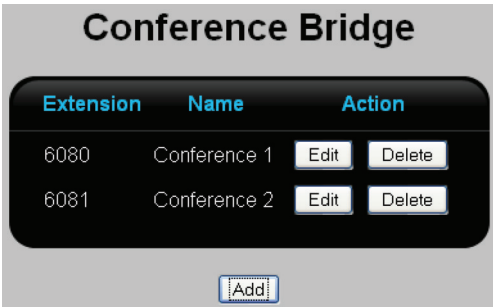 Conference Bridge
Extension Name Action
6080 Conference 1 Edit Delete
6081 Conference 2 Edit Delete
Add